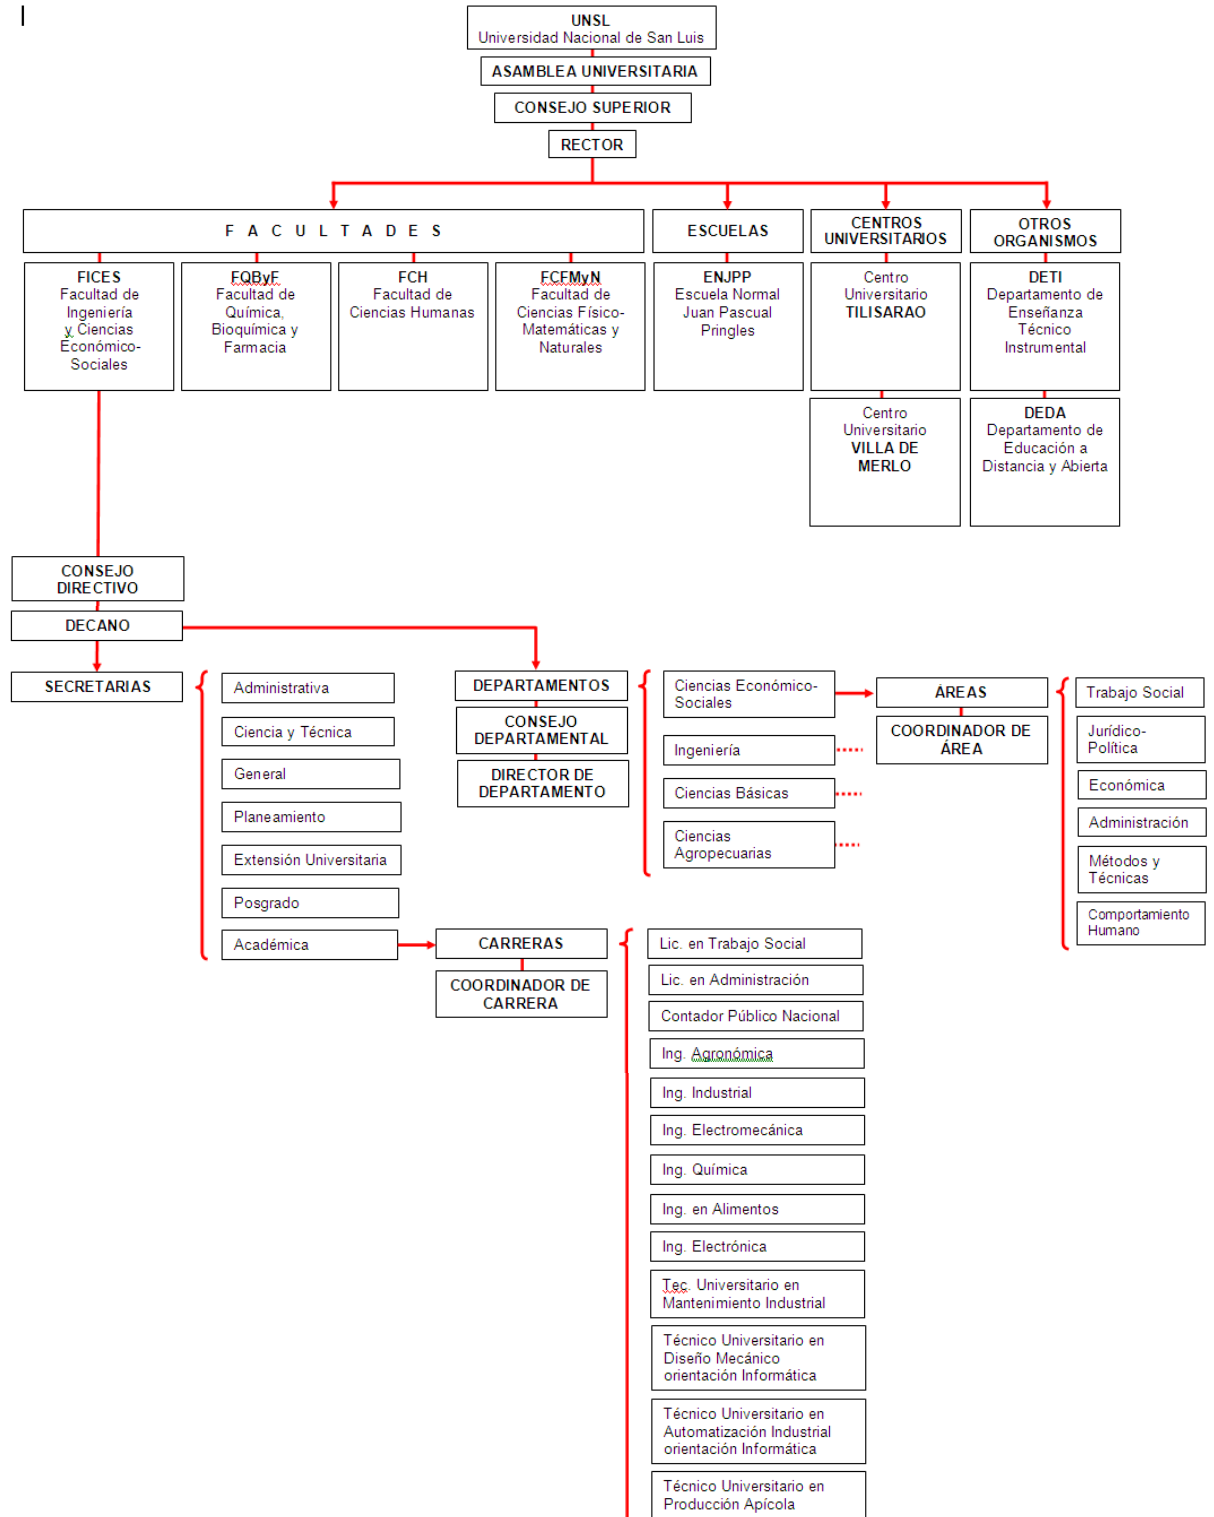 UNSL
Universidad Nacional de San Luis
ASAMBLEA UNIVERSITARIA
CONSEJO SUPERIOR
RECTOR
F A C U L T A D E S
ESCUELAS
CENTROS
UNIVERSITARIOS
OTROS
ORGANISMOS
FICES
Facultad de
Ingeniería
y Ciencias
Económico-
Sociales
FQByF
Facultad de
Química,
Bioquímica y
Farmacia
FCH
Facultad de
Ciencias Humanas
FCFMyN
Facultad de
Ciencias Físico-
Matemáticas y
Naturales
ENJPP
Escuela Normal
Juan Pascual
Pringles
Centro
Universitario
TILISARAO
DETI
Departamento de
Enseñanza
Técnico
Instrumental
Centro
Universitario
VILLA DE
MERLO
DEDA
Departamento de
Educación a
Distancia y Abierta
CONSEJO
DIRECTIVO
DECANO
SECRETARIAS
Administrativa
Ciencia y Técnica
General
Planeamiento
Extensión Universitaria
Posgrado
Académica
DEPARTAMENTOS
CONSEJO
DEPARTAMENTAL
DIRECTOR DE
DEPARTAMENTO
Ciencias Económico-
Sociales
Ingeniería
Ciencias Básicas
Ciencias
Agropecuarias
ÁREAS
COORDINADOR DE
ÁREA
Trabajo Social
Jurídico-
Política
Económica
Administración
Métodos y
Técnicas
Comportamiento
Humano
CARRERAS
COORDINADOR DE
CARRERA
Lic. en Trabajo Social
Lic. en Administración
Contador Público Nacional
Ing. Agronómica
Ing. Industrial
Ing. Electromecánica
Ing. Química
Ing. en Alimentos
Ing. Electrónica
Tec. Universitario en
Mantenimiento Industrial
Técnico Universitario en
Diseño Mecánico
orientación Informática
Técnico Universitario en
Automatización Industrial
orientación Informática
Técnico Universitario en
Producción Apícola